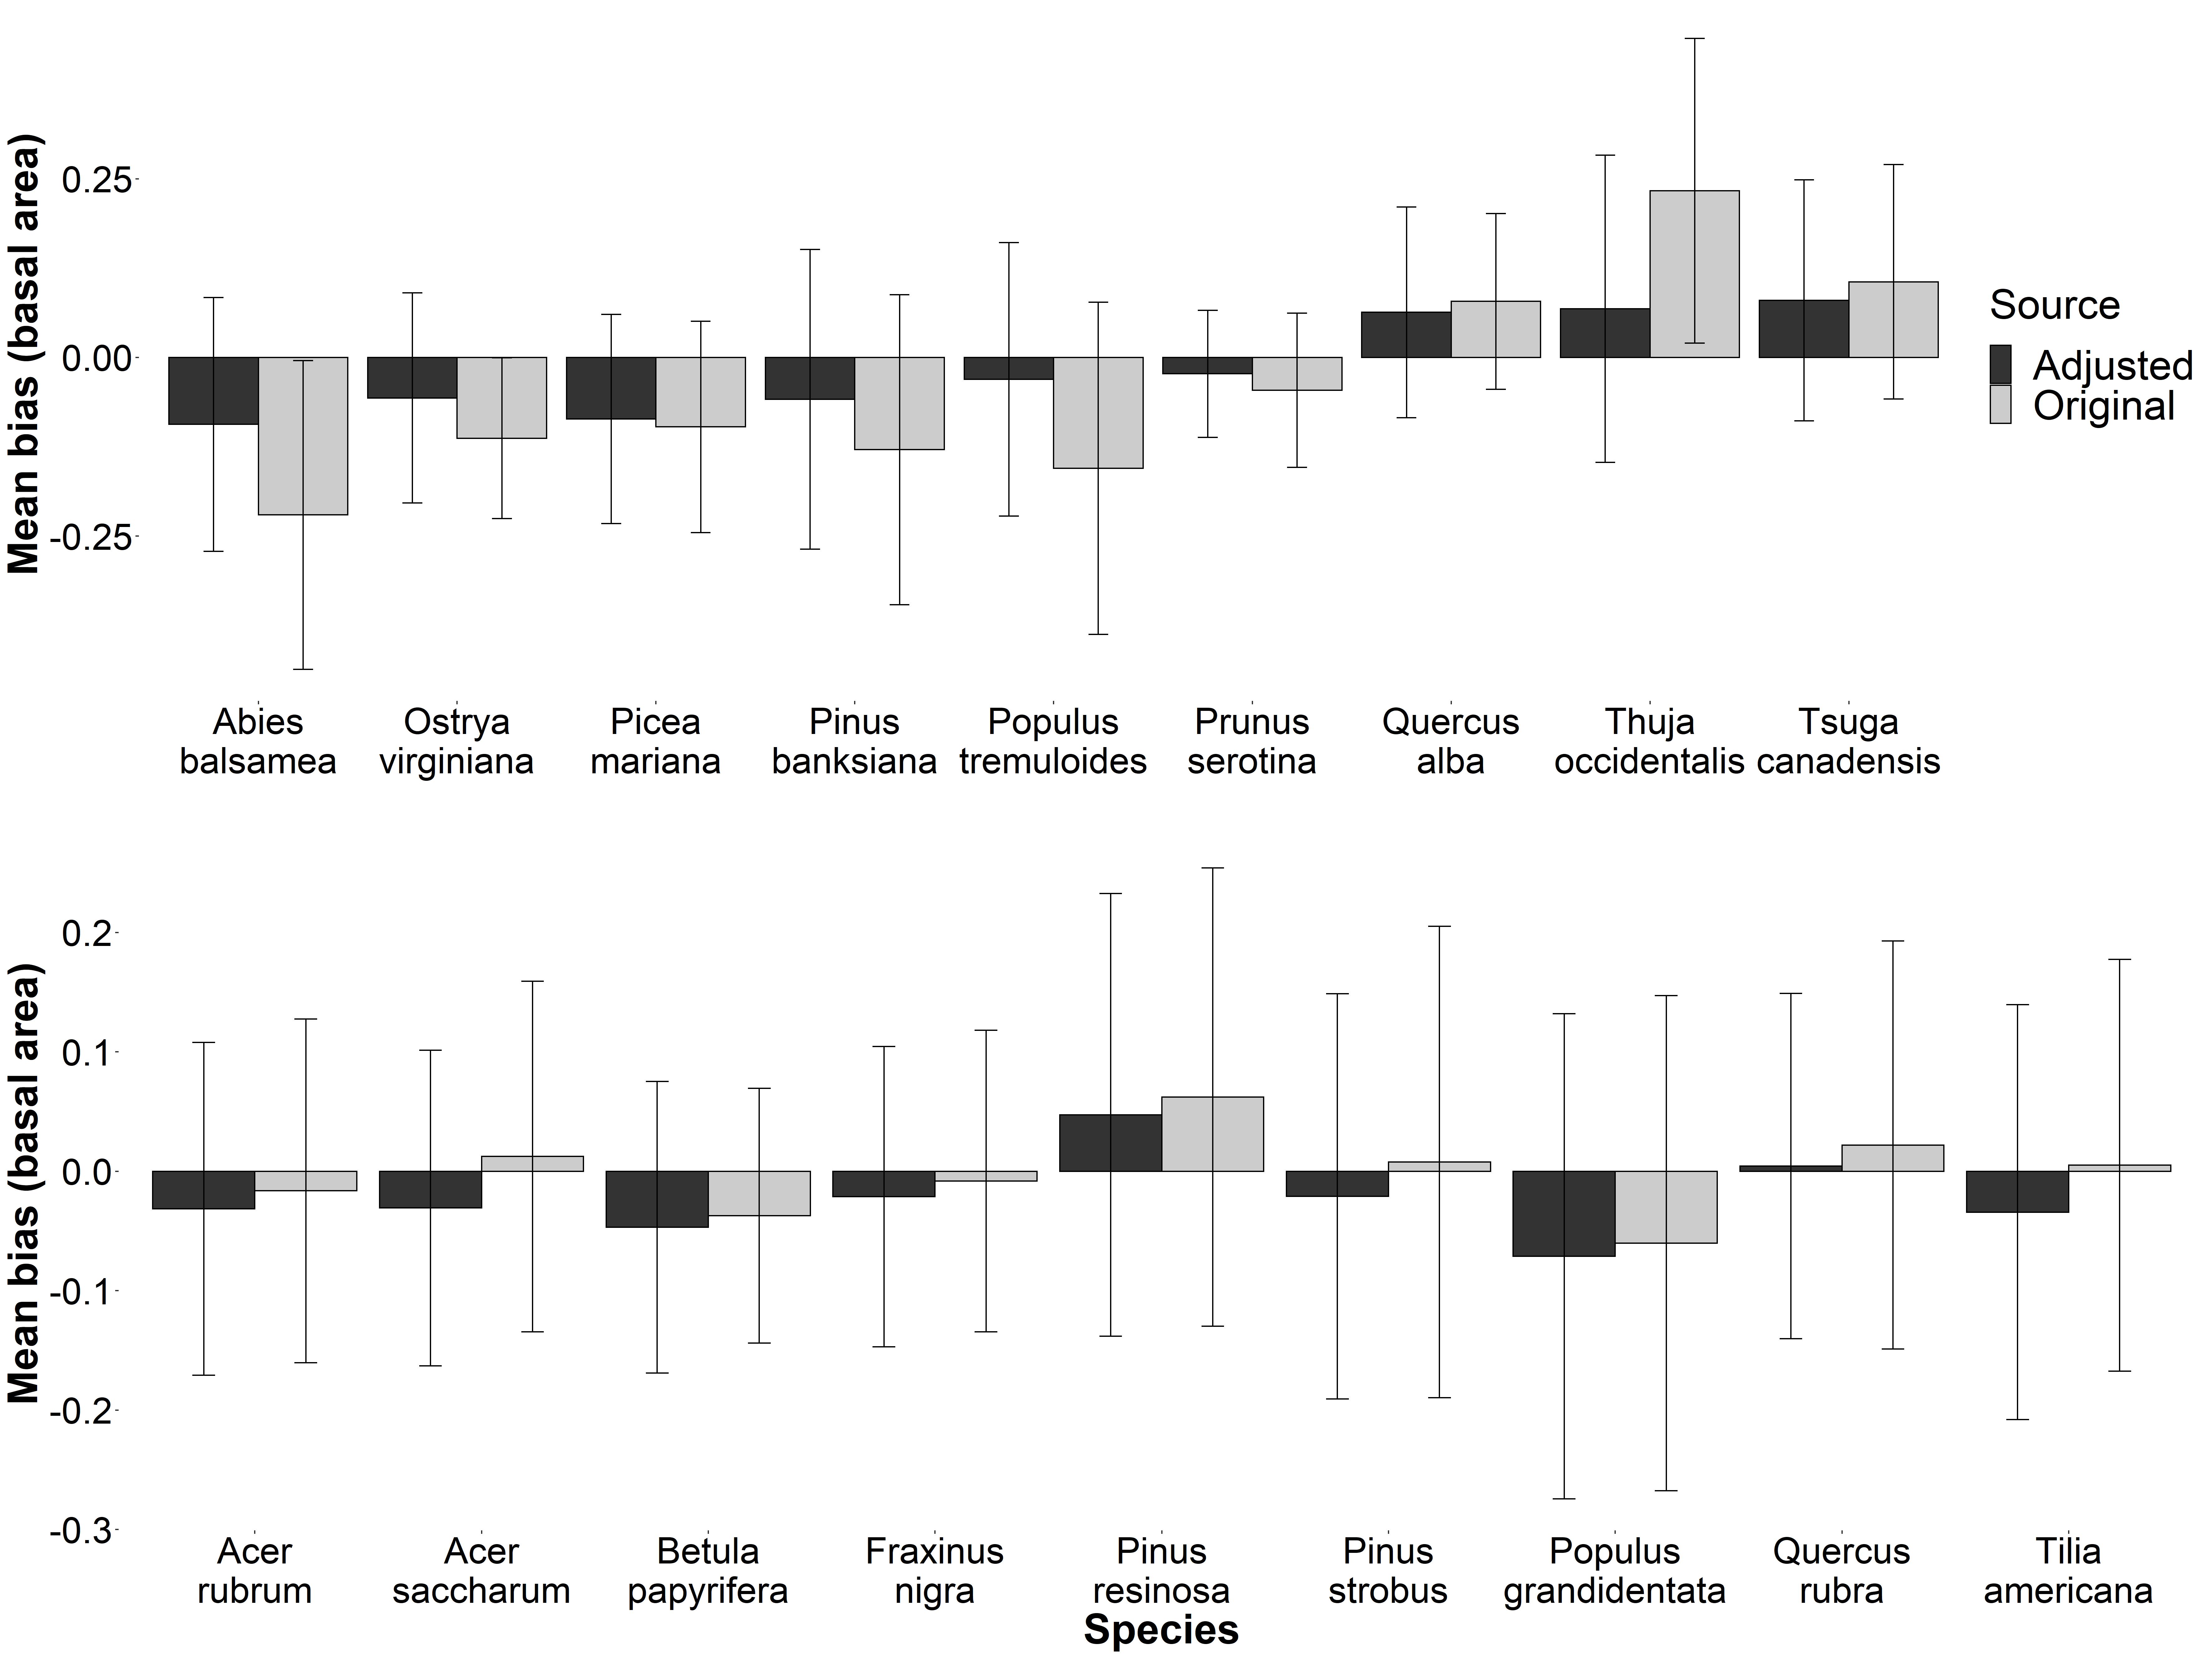 Mean bias (basal area)
0.25
0.00
-0.25
Abies
balsamea
Ostrya
virginiana
Picea
mariana
Pinus
banksiana
Populus
tremuloides
Prunus
serotina
Quercus
alba
Thuja
occidentalis
Tsuga
canadensis
Source
Adjusted
Original
Mean bias (basal area)
0.2
0.1
0.0
-0.1
-0.2
-0.3
Acer
rubrum
Acer
saccharum
Betula
papyrifera
Fraxinus
nigra
Pinus
resinosa
Pinus
strobus
Populus
grandidentata
Quercus
rubra
Tilia
americana
Species